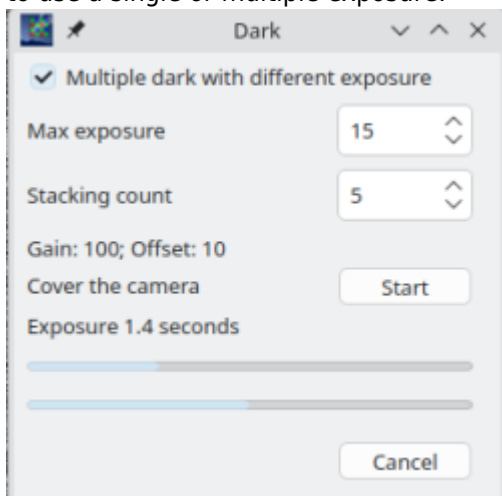 to use a single or multiple exposure.
Dark
Multiple dark with different exposure
Max exposure 15
Stacking count 5
Gain: 100; Offset: 10
Cover the camera Start
Exposure 1.4 seconds
Cancel